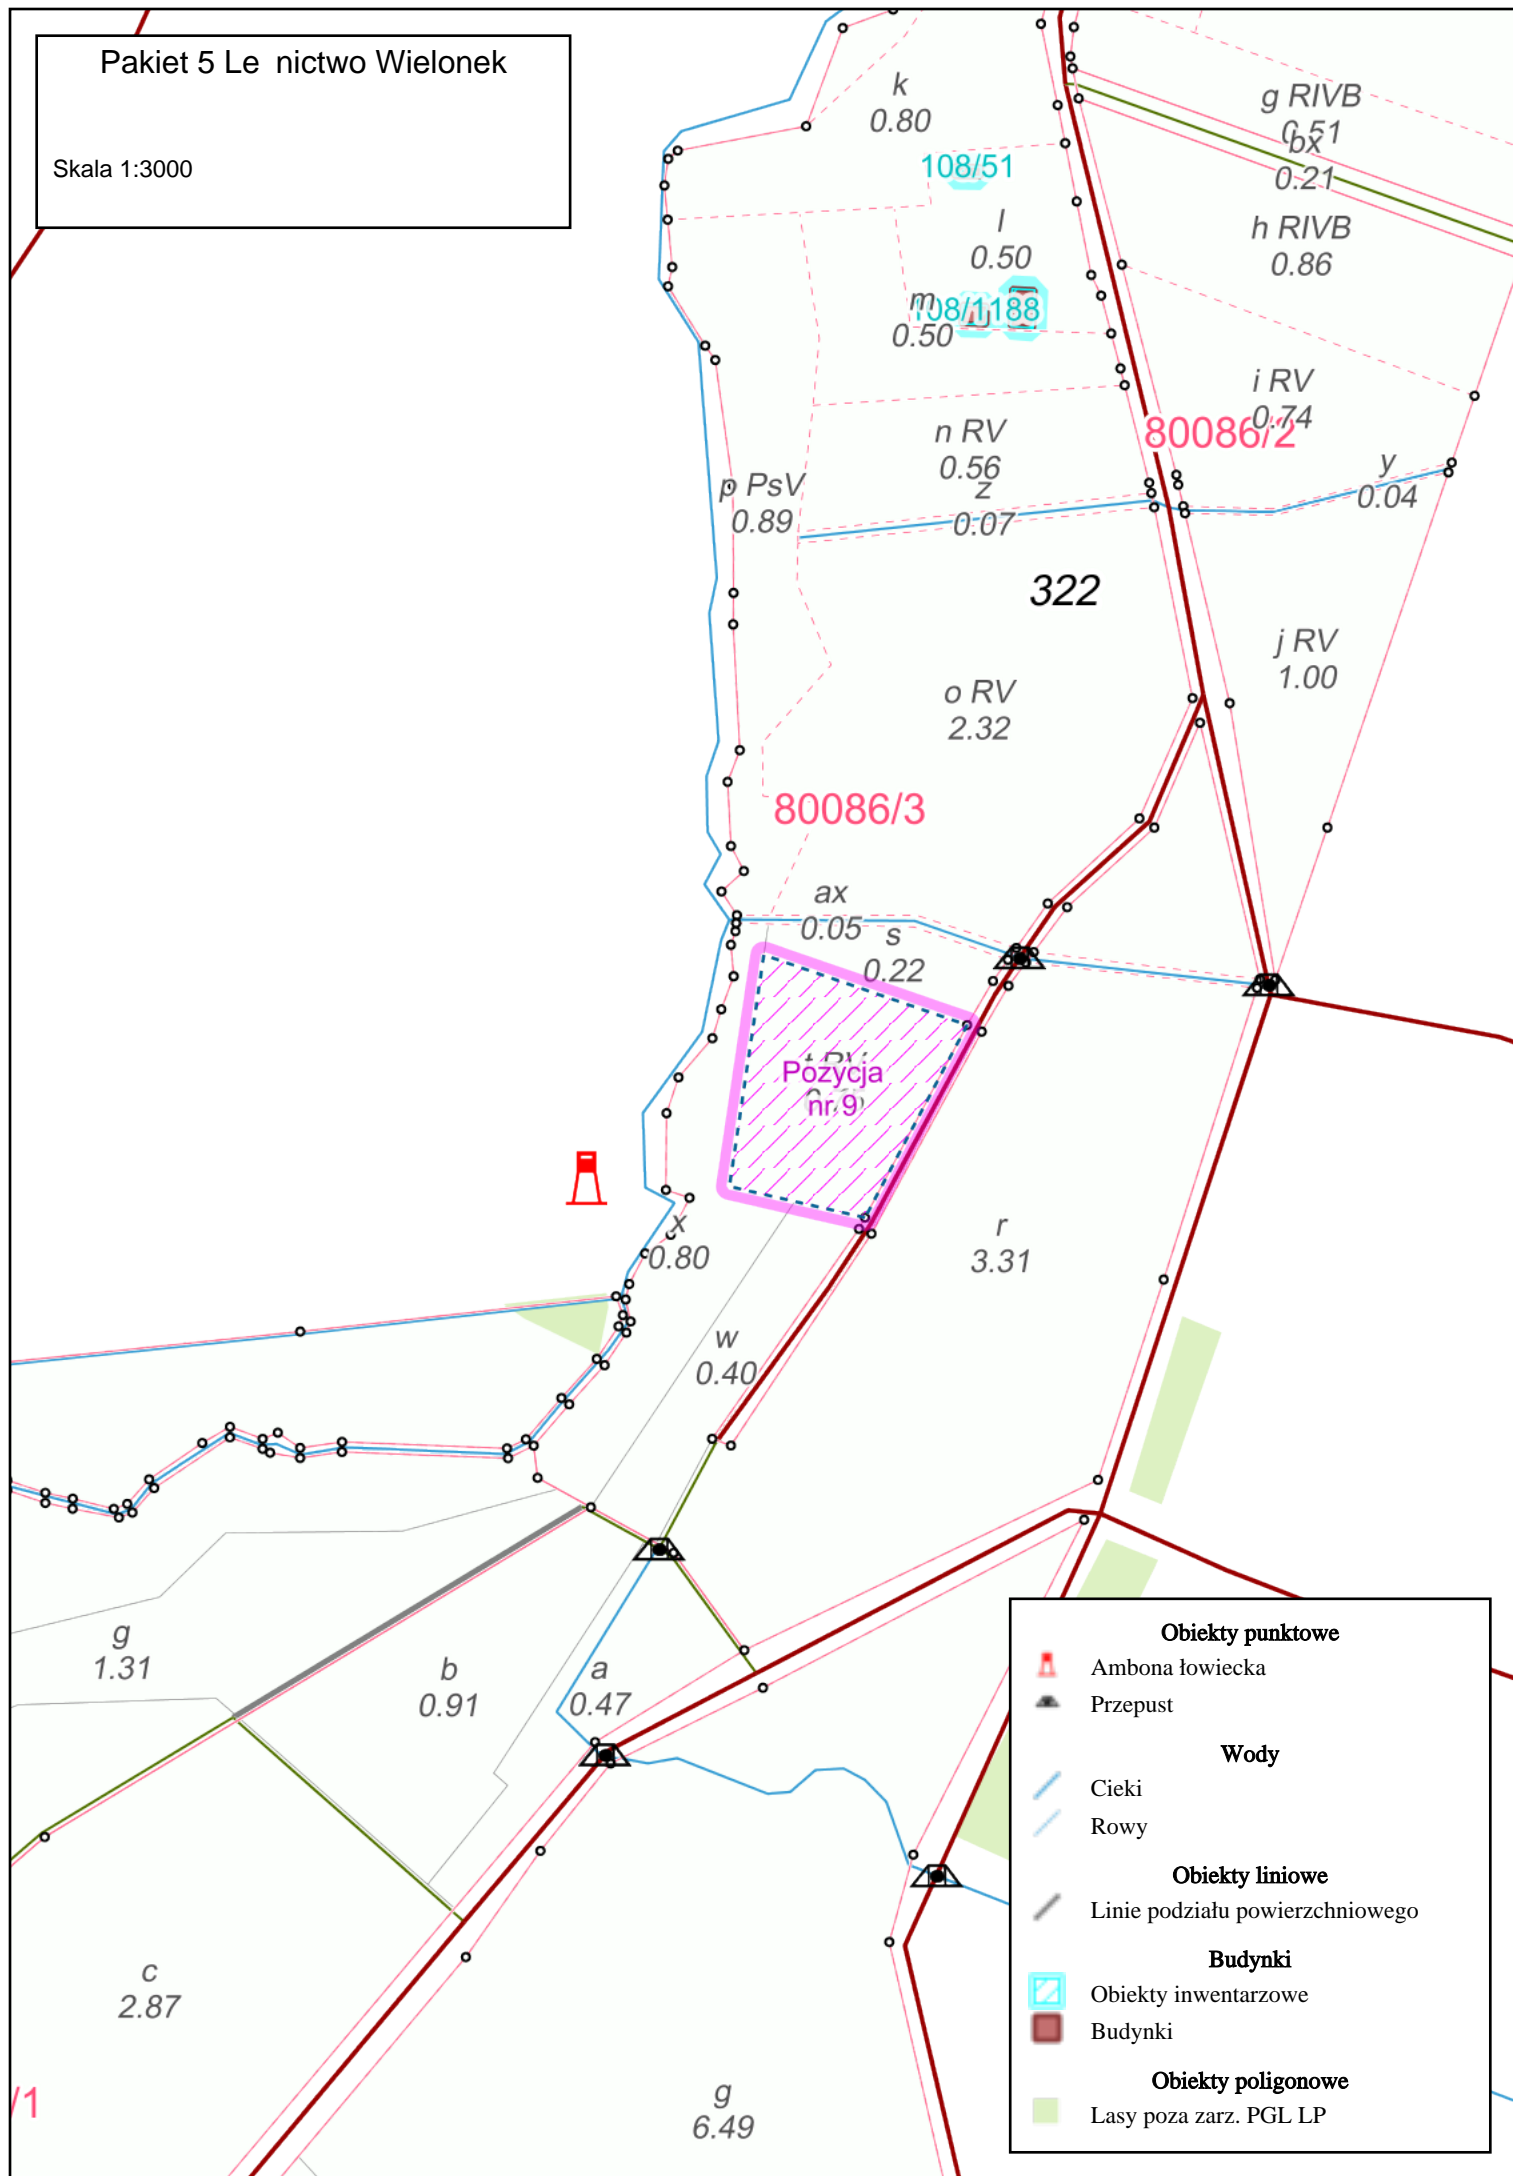 Pakiet 5 Le nictwo Wielonek
Skala 1:3000
k
0.80
g RIVB
0.51
bx
0.21
108/51
l
0.50
h RIVB
0.86
m
0.50
108/1188
i RV
0.74
80086/2
n RV
0.56
z
0.07
y
0.04
p PsV
0.89
322
j RV
1.00
o RV
2.32
80086/3
ax
0.05
s
0.22
t RV
Pozycja
nr 9
x
0.80
r
3.31
w
0.40
g
1.31
b
0.91
a
0.47
c
2.87
/1
g
6.49
Obiekty punktowe
Ambona łowiecka
Przepust
Wody
Cieki
Rowy
Obiekty liniowe
Linie podziału powierzchniowego
Budynki
Obiekty inwentarzowe
Budynki
Obiekty poligonowe
Lasy poza zarz. PGL LP